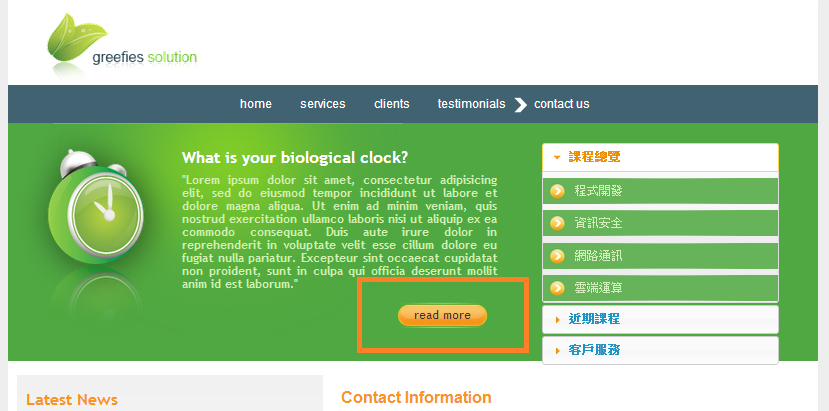 greefies solution
home services clients testimonials contact us
What is your biological clock?
"Lorem ipsum dolor sit amet, consectetur adipisicing
elit, sed do eiusmod tempor incididunt ut labore et
dolore magna aliqua. Ut enim ad minim veniam, quis
nostrud exercitation ullamco laboris nisi ut aliquip ex ea
commodo consequat. Duis aute irure dolor in
reprehenderit in voluptate velit esse cillum dolore eu
fugiat nulla pariatur. Excepteur sint occaecat cupidatat
non proident, sunt in culpa qui officia deserunt mollit
anim id est laborum."
read more
課程總覽
程式開發
資訊安全
網路通訊
雲端運算
近期課程
客戶服務
Latest News
Contact Information